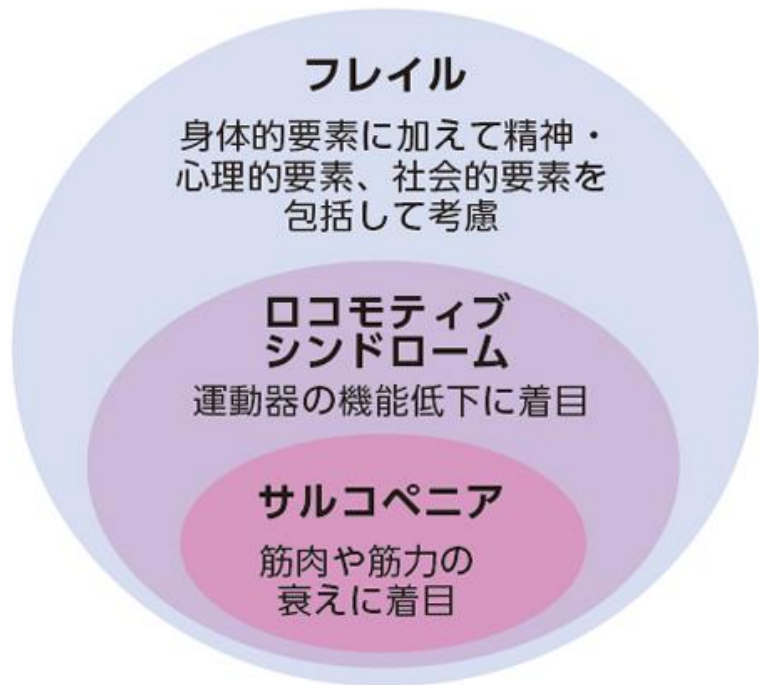 フレイル
身体的要素に加えて精神・
心理的要素、社会的要素を
包括して考慮
ロコモティブ
シンドローム
運動器の機能低下に着目
サルコペニア
筋肉や筋力の
衰えに着目